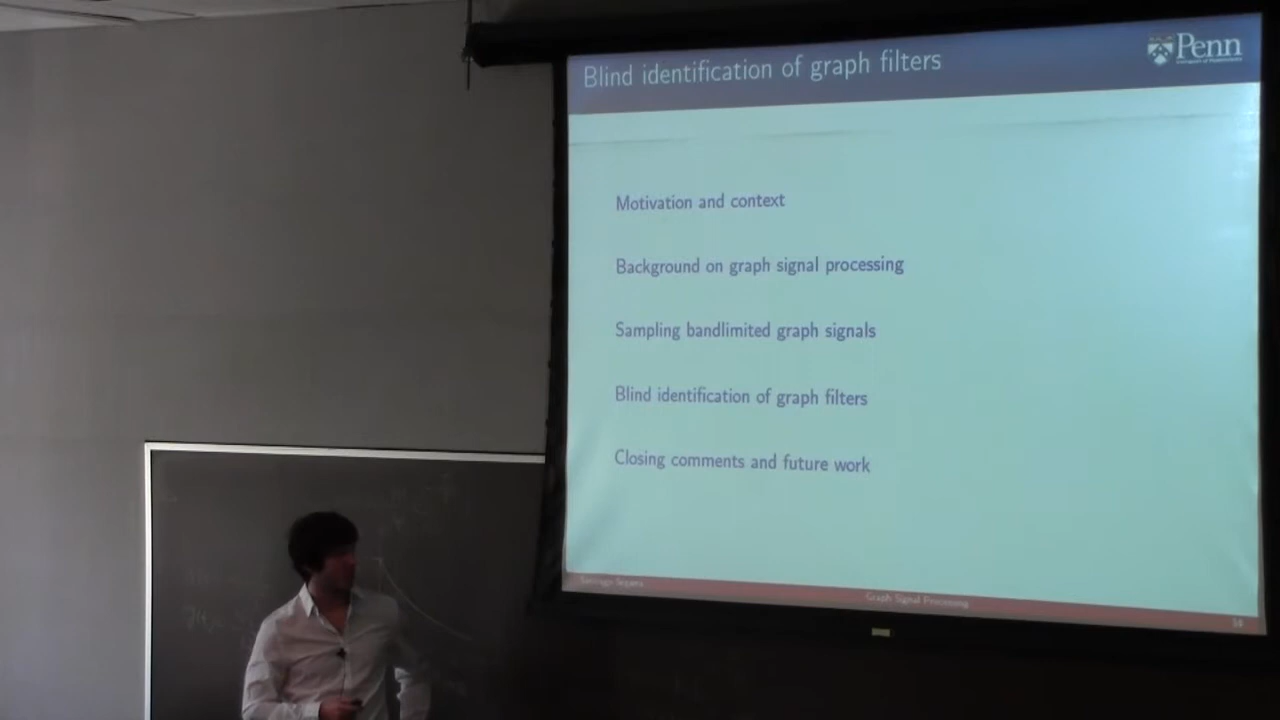 Blind identification of graph filters
Penn
Motivation and context
Background on graph signal processing
Sampling bandlimited graph signals
Blind identification of graph filters
Closing comments and future work
Graph Signal Processing